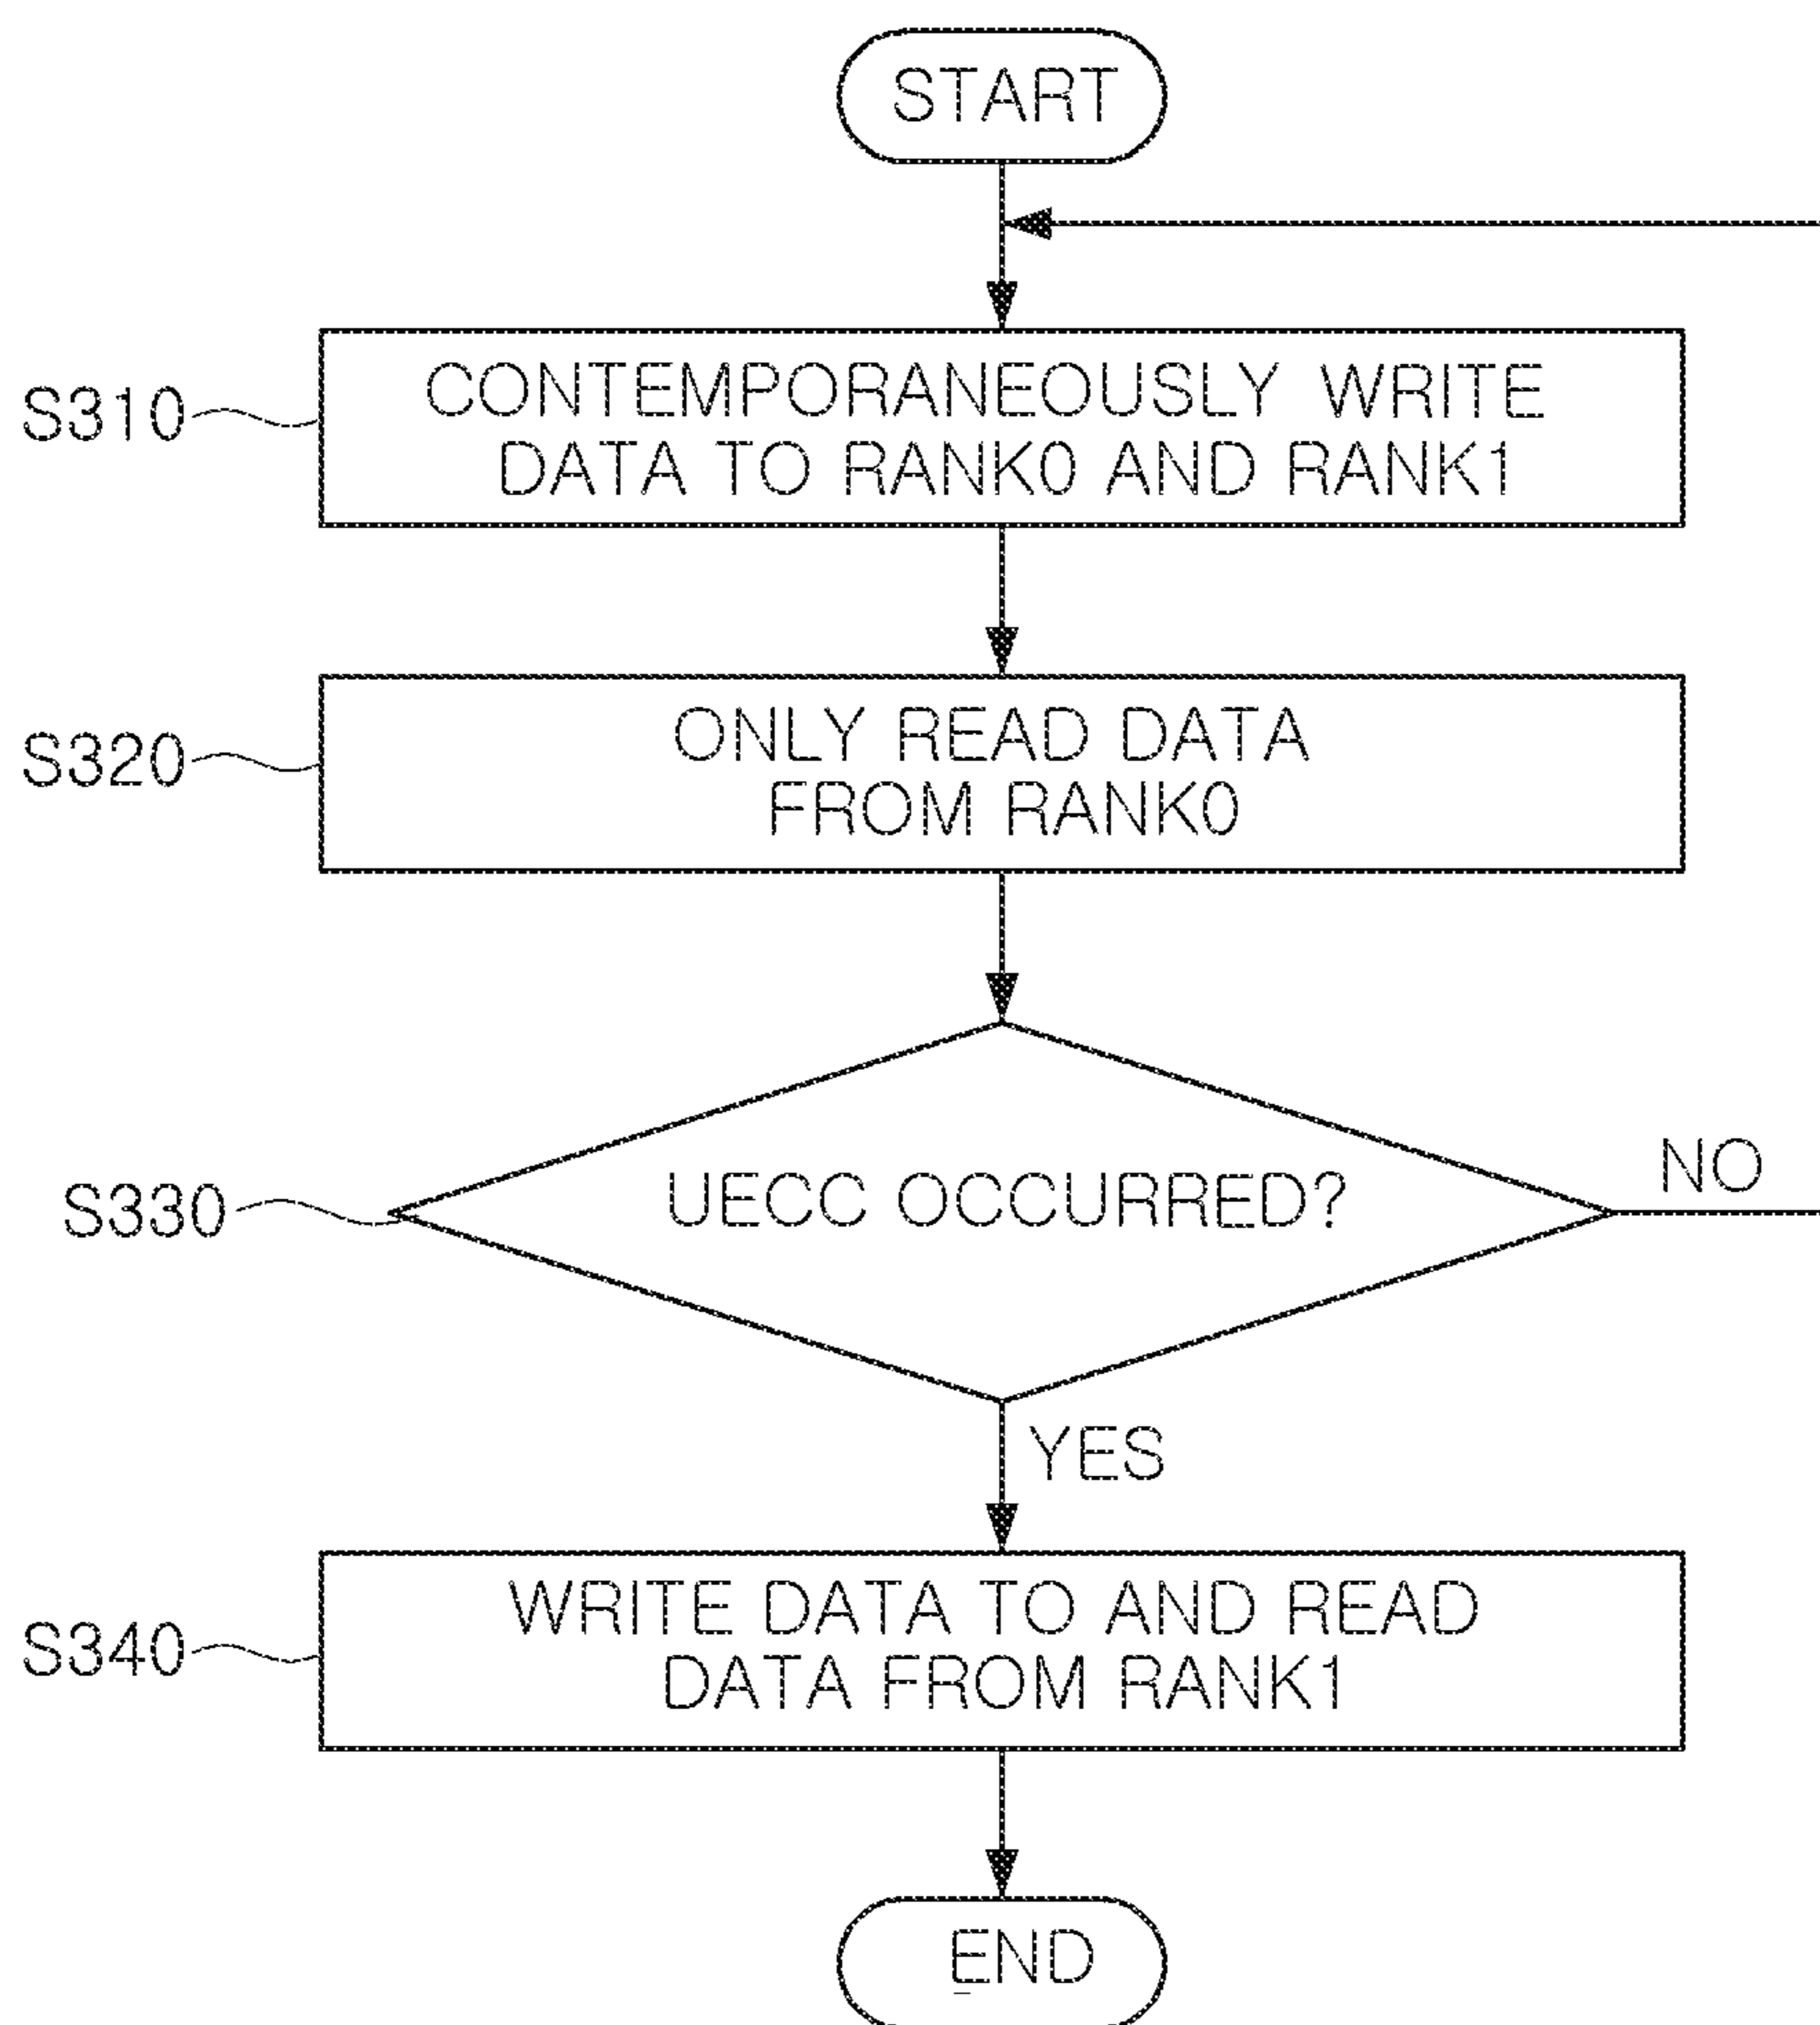 START
S310
CONTEMPORANEOUSLY WRITE
DATA TO RANK0 AND RANK1
S320
ONLY READ DATA
FROM RANK0
S330
UECC OCCURRED?
NO
YES
S340
WRITE DATA TO AND READ
DATA FROM RANK1
END